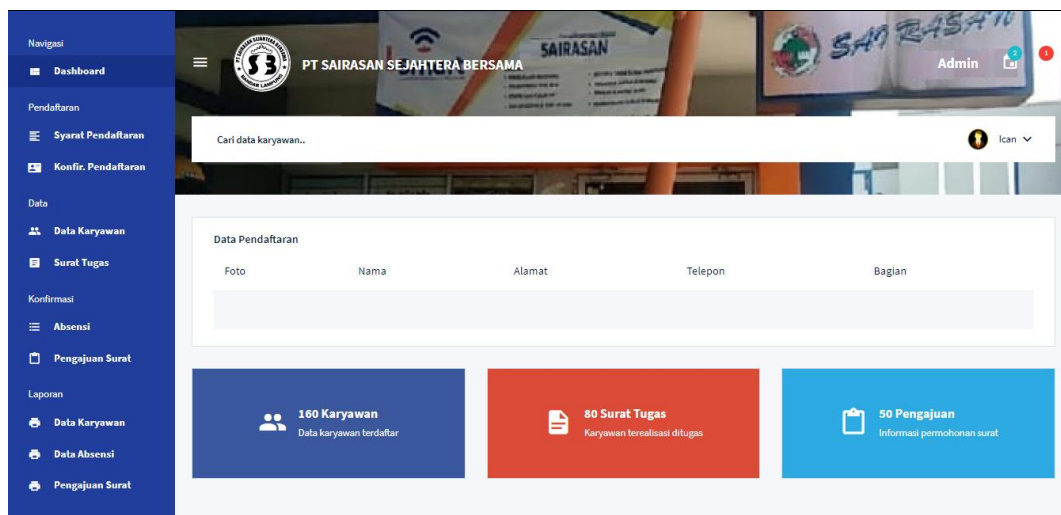 Navigasi
Dashboard
Pendaftaran
Syarat Pendaftaran
Konfir. Pendaftaran
Data
Data Karyawan
Surat Tugas
Konfirmasi
Absensi
Pengajuan Surat
Laporan
Data Karyawan
Data Absensi
Pengajuan Surat
SAIRASAN
SAIRASAN
PT SAIRASAN SEJAHTERA BERSAMA
Admin
2
1
Cari data karyawan..
Ican
Data Pendaftaran
Foto Nama Alamat Telepon Bagian
160 Karyawan
Data karyawan terdaftar
80 Surat Tugas
Karyawan terealisasi ditugas
50 Pengajuan
Informasi permohonan surat